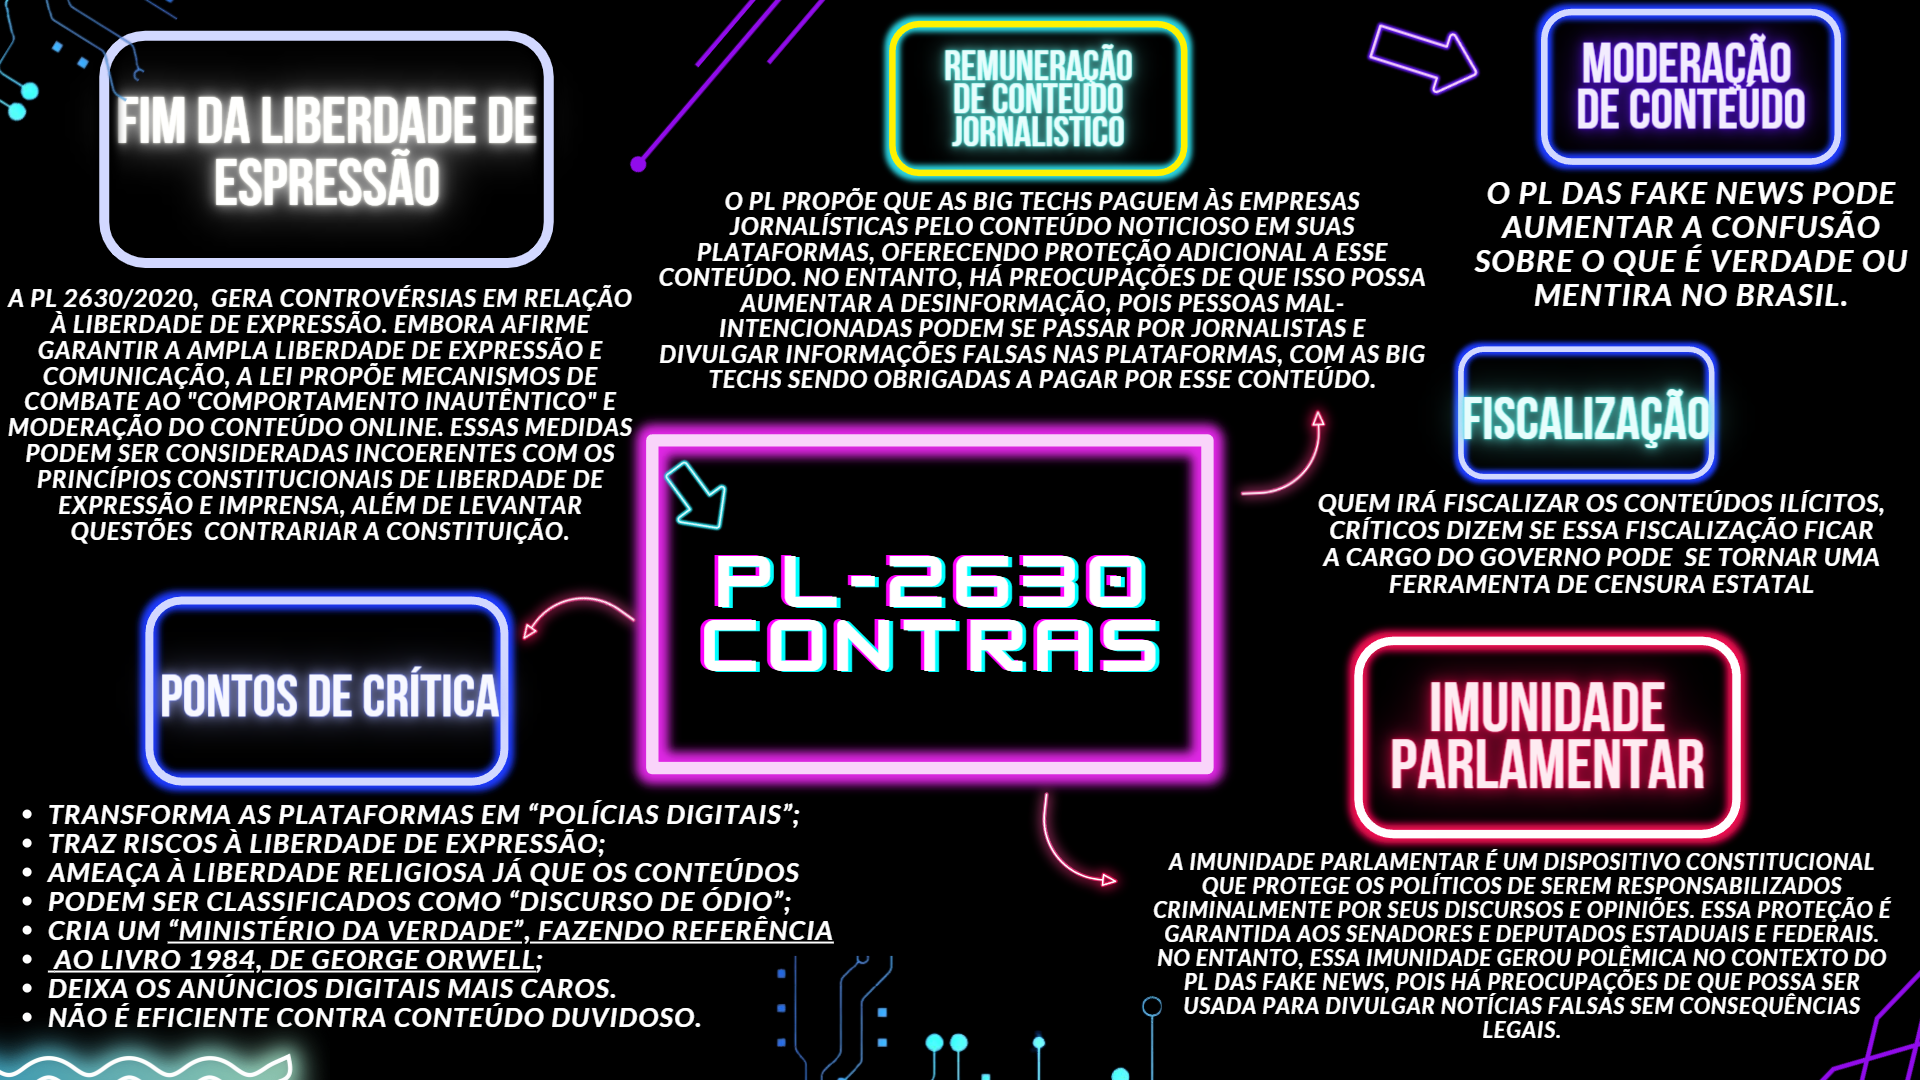 FIM DA LIBERDADE DE
ESPRESSÃO
A PL 2630/2020, GERA CONTROVÉRSIAS EM RELAÇÃO
À LIBERDADE DE EXPRESSÃO. EMBORA AFIRME
GARANTIR A AMPLA LIBERDADE DE EXPRESSÃO E
COMUNICAÇÃO, A LEI PROPÕE MECANISMOS DE
COMBATE AO "COMPORTAMENTO INAUTÊNTICO" E
MODERAÇÃO DO CONTEÚDO ONLINE. ESSAS MEDIDAS
PODEM SER CONSIDERADAS INCOERENTES COM OS
PRINCÍPIOS CONSTITUCIONAIS DE LIBERDADE DE
EXPRESSÃO E IMPRENSA, ALÉM DE LEVANTAR
QUESTÕES CONTRARIAR A CONSTITUIÇÃO.
REMUNERAÇÃO
DE CONTEÚDO
JORNALISTICO
O PL PROPÕE QUE AS BIG TECHS PAGUEM ÀS EMPRESAS
JORNALÍSTICAS PELO CONTEÚDO NOTICIOSO EM SUAS
PLATAFORMAS, OFERECENDO PROTEÇÃO ADICIONAL A ESSE
CONTEÚDO. NO ENTANTO, HÁ PREOCUPAÇÕES DE QUE ISSO POSSA
AUMENTAR A DESINFORMAÇÃO, POIS PESSOAS MAL-
INTENCIONADAS PODEM SE PASSAR POR JORNALISTAS E
DIVULGAR INFORMAÇÕES FALSAS NAS PLATAFORMAS, COM AS BIG
TECHS SENDO OBRIGADAS A PAGAR POR ESSE CONTEÚDO.
MODERAÇÃO
DE CONTEÚDO
O PL DAS FAKE NEWS PODE
AUMENTAR A CONFUSÃO
SOBRE O QUE É VERDADE OU
MENTIRA NO BRASIL.
FISCALIZAÇÃO
QUEM IRÁ FISCALIZAR OS CONTEÚDOS ILÍCITOS,
CRÍTICOS DIZEM SE ESSA FISCALIZAÇÃO FICAR
A CARGO DO GOVERNO PODE SE TORNAR UMA
FERRAMENTA DE CENSURA ESTATAL
PL-2630
CONTRAS
PONTOS DE CRÍTICA
• TRANSFORMA AS PLATAFORMAS EM “POLÍCIAS DIGITAIS”;
• TRAZ RISCOS À LIBERDADE DE EXPRESSÃO;
• AMEAÇA À LIBERDADE RELIGIOSA JÁ QUE OS CONTEÚDOS
• PODEM SER CLASSIFICADOS COMO “DISCURSO DE ÓDIO”;
• CRIA UM “MINISTÉRIO DA VERDADE”, FAZENDO REFERÊNCIA
• AO LIVRO 1984, DE GEORGE ORWELL;
• DEIXA OS ANÚNCIOS DIGITAIS MAIS CAROS.
• NÃO É EFICIENTE CONTRA CONTEÚDO DUVIDOSO.
IMUNIDADE
PARLAMENTAR
A IMUNIDADE PARLAMENTAR É UM DISPOSITIVO CONSTITUCIONAL
QUE PROTEGE OS POLÍTICOS DE SEREM RESPONSABILIZADOS
CRIMINALMENTE POR SEUS DISCURSOS E OPINIÕES. ESSA PROTEÇÃO É
GARANTIDA AOS SENADORES E DEPUTADOS ESTADUAIS E FEDERAIS.
NO ENTANTO, ESSA IMUNIDADE GEROU POLÊMICA NO CONTEXTO DO
PL DAS FAKE NEWS, POIS HÁ PREOCUPAÇÕES DE QUE POSSA SER
USADA PARA DIVULGAR NOTÍCIAS FALSAS SEM CONSEQUÊNCIAS
LEGAIS.